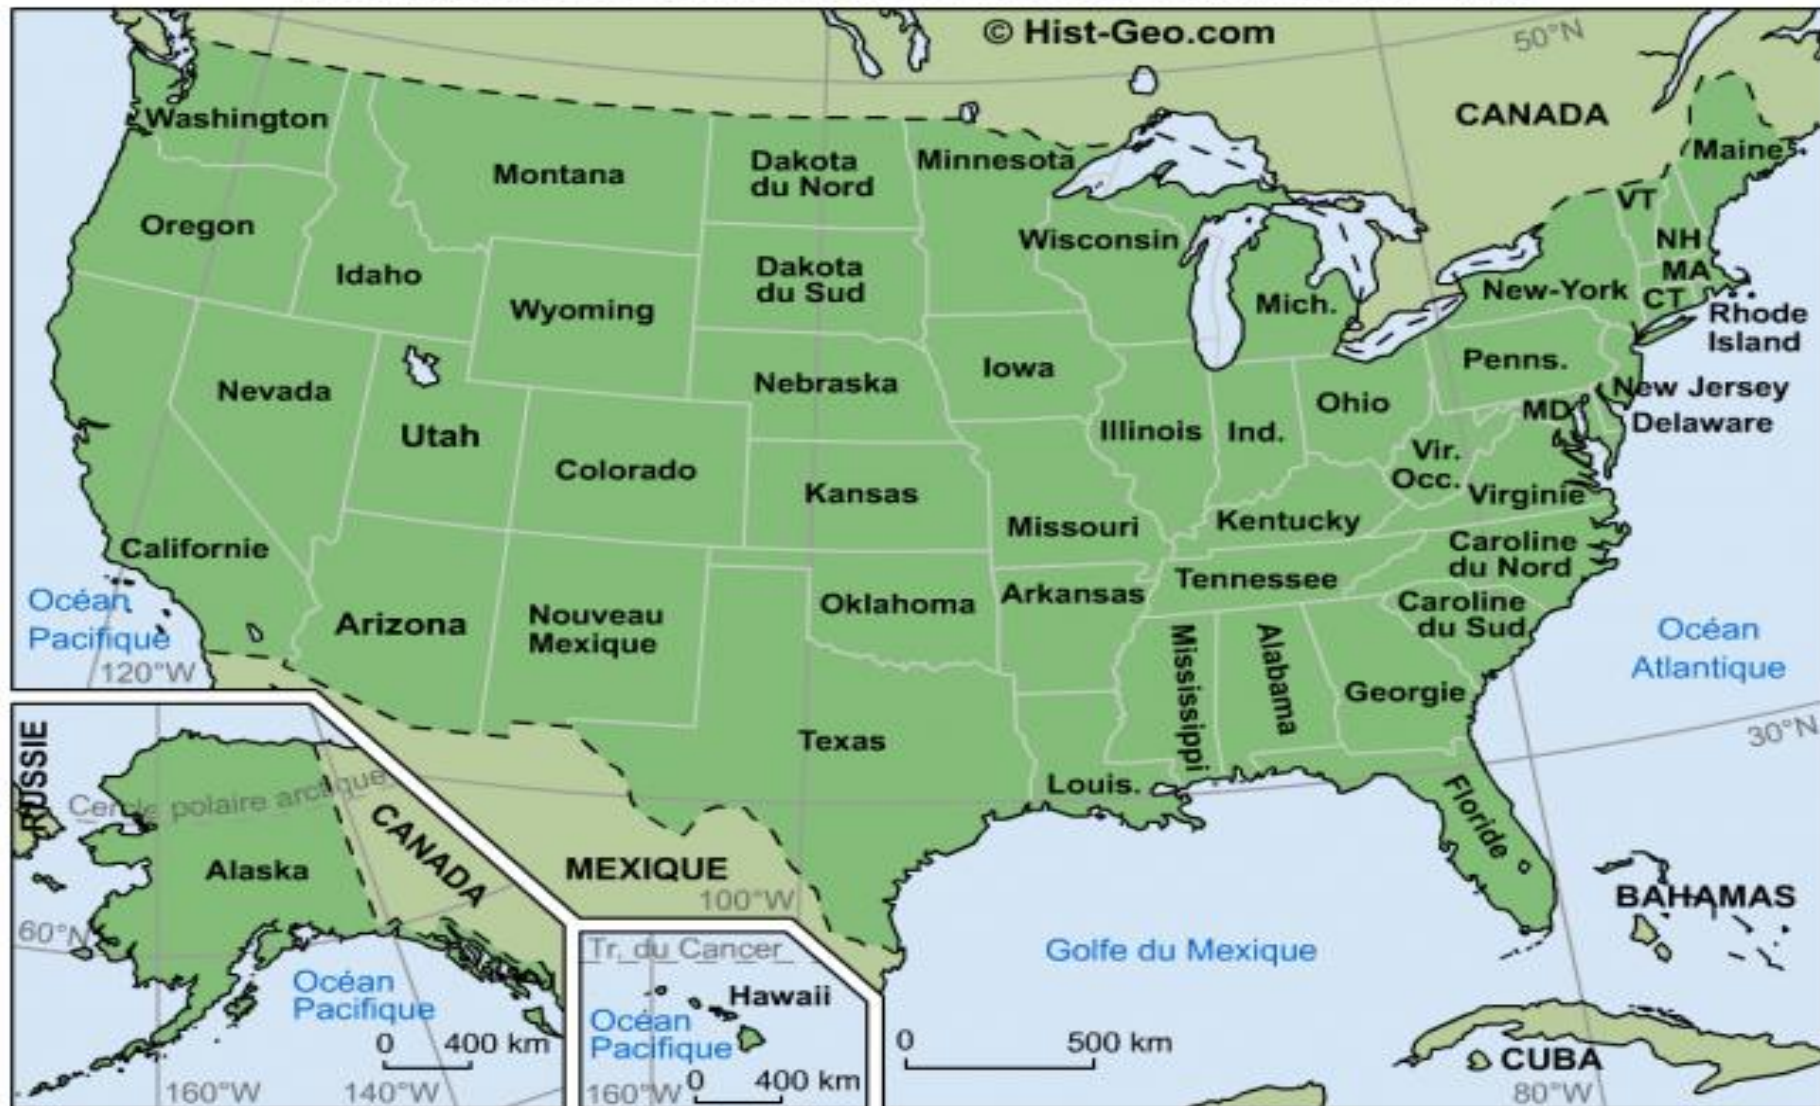 © Hist-Geo.com
50°N
CANADA
Washington
Montana
Dakota
du Nord
Minnesota
Maine
VT
Oregon
Idaho
Wyoming
Dakota
du Sud
Wisconsin
Mich.
NH
MA
New-York
CT
Rhode
Island
Nevada
Utah
Nebraska
Iowa
Penns.
Ohio
New Jersey
MD
Delaware
Colorado
Kansas
Illinois
Ind.
Vir.
Occ.
Virginie
Californie
Missouri
Kentucky
Caroline
du Nord
Océan
Pacifique
120°W
Arizona
Nouveau
Mexique
Oklahoma
Arkansas
Tennessee
Caroline
du Sud
Océan
Atlantique
Mississippi
Alabama
Georgie
30°N
Texas
Louis.
Floride
RUSSIE
Cercle polaire arctique
Alaska
CANADA
MEXIQUE
100°W
BAHAMAS
60°N
Océan
Pacifique
0 400 km
160°W
140°W
Tr. du Cancer
Hawaii
Océan
Pacifique
0 400 km
160°W
Golfe du Mexique
0 500 km
CUBA
80°W